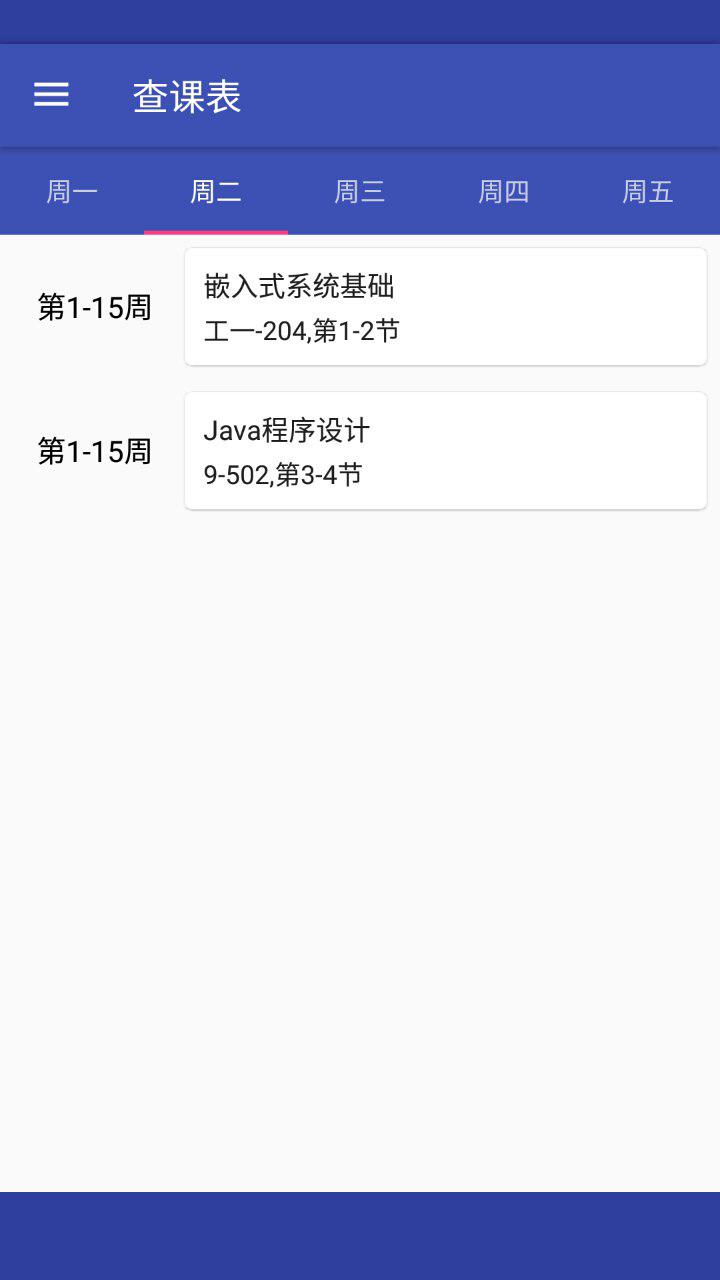 查课表
周一 周二 周三 周四 周五
第1-15周
嵌入式系统基础
工一-204,第1-2节
第1-15周
Java程序设计
9-502,第3-4节